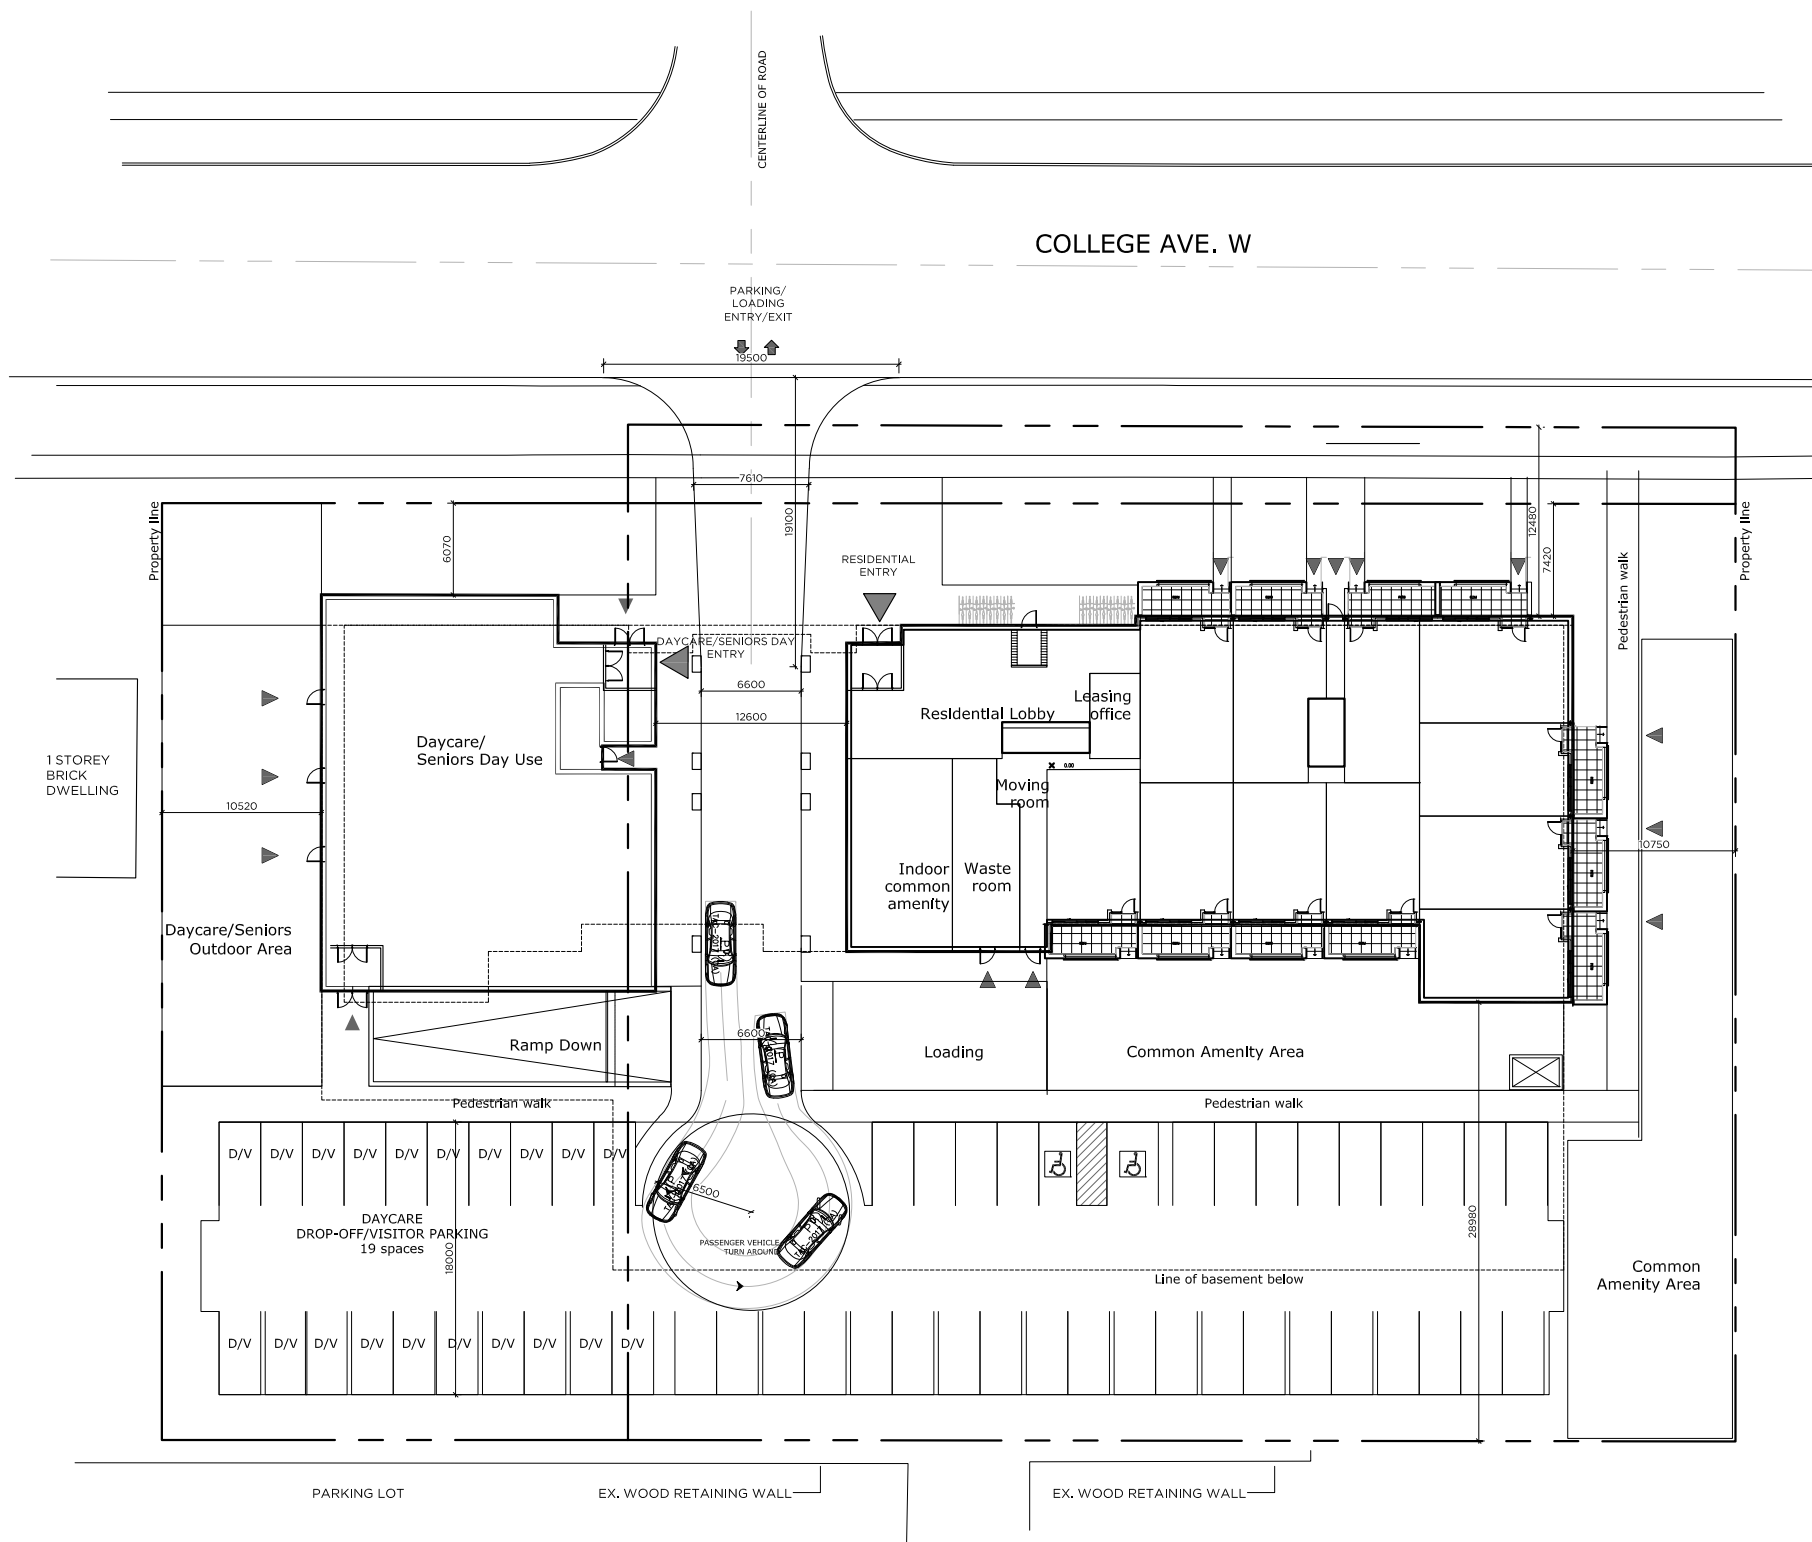 CENTERLINE OF ROAD
COLLEGE AVE. W
PARKING/
LOADING
ENTRY/EXIT
19500
7610
19100
6070
12480
7420
Property line
Property line
Pedestrian walk
RESIDENTIAL
ENTRY
DAYCARE/SENIORS DAY
ENTRY
6600
12600
Leasing
office
Residential Lobby
Daycare/
Seniors Day Use
1 STOREY
BRICK
DWELLING
0.00
Moving
room
10520
10750
Indoor
common
amenity
Waste
room
Daycare/Seniors
Outdoor Area
6600
Ramp Down
Loading
Common Amenity Area
Pedestrian walk
Pedestrian walk
D/V D/V D/V D/V D/V D/V D/V D/V D/V D/V
6500
DAYCARE
DROP-OFF/VISITOR PARKING
19 spaces
18000
28980
PASSENGER VEHICLE
TURN AROUND
Line of basement below
Common
Amenity Area
D/V D/V D/V D/V D/V D/V D/V D/V D/V D/V
PARKING LOT
EX. WOOD RETAINING WALL
EX. WOOD RETAINING WALL